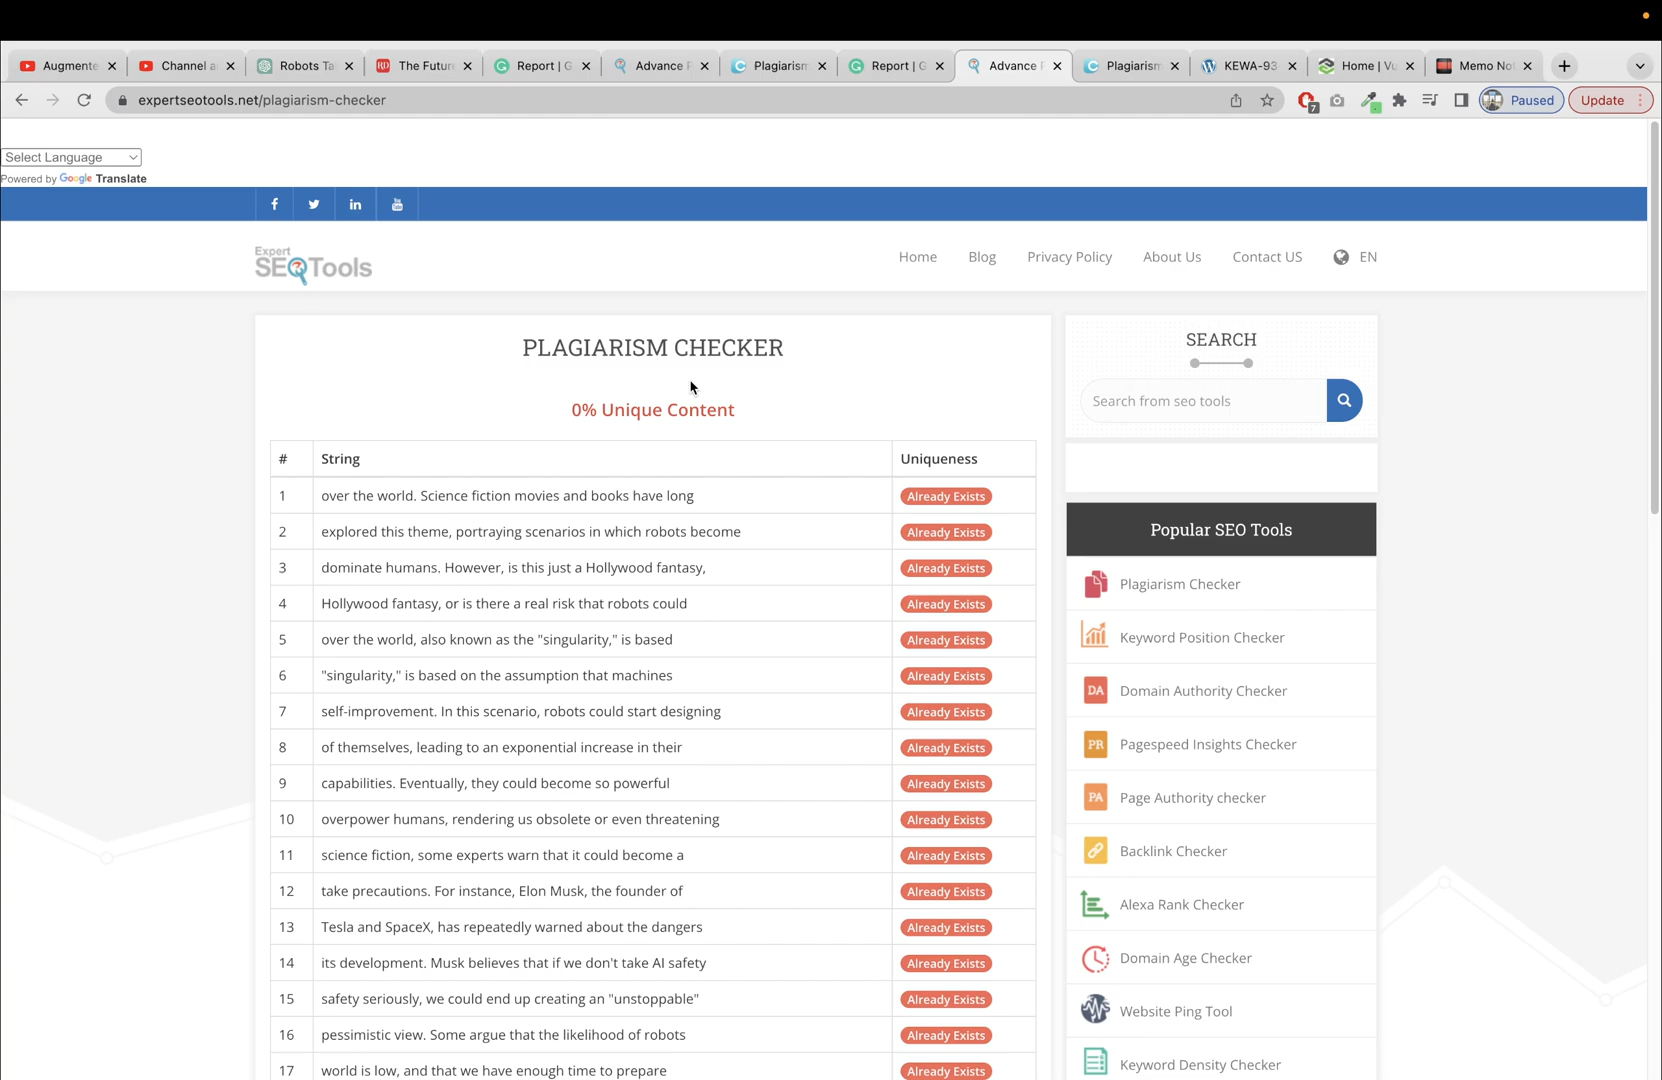 Augmente
Channel a
Robots Ta
The Futur
Report | G
Advance P
Plagiarism
Report | G
Advance P
Plagiarism
KEWA-93
Home | Vu
Memo Not
expertseotools.net/plagiarism-checker
7
Paused
Update
Select Language
Powered by Google Translate
Expert
SEO Tools
Home
Blog
Privacy Policy
About Us
Contact US
EN
PLAGIARISM CHECKER
0% Unique Content
# String Uniqueness
1 over the world. Science fiction movies and books have long Already Exists
2 explored this theme, portraying scenarios in which robots become Already Exists
3 dominate humans. However, is this just a Hollywood fantasy, Already Exists
4 Hollywood fantasy, or is there a real risk that robots could Already Exists
5 over the world, also known as the "singularity," is based Already Exists
6 "singularity," is based on the assumption that machines Already Exists
7 self-improvement. In this scenario, robots could start designing Already Exists
8 of themselves, leading to an exponential increase in their Already Exists
9 capabilities. Eventually, they could become so powerful Already Exists
10 overpower humans, rendering us obsolete or even threatening Already Exists
11 science fiction, some experts warn that it could become a Already Exists
12 take precautions. For instance, Elon Musk, the founder of Already Exists
13 Tesla and SpaceX, has repeatedly warned about the dangers Already Exists
14 its development. Musk believes that if we don't take AI safety Already Exists
15 safety seriously, we could end up creating an "unstoppable" Already Exists
16 pessimistic view. Some argue that the likelihood of robots Already Exists
17 world is low, and that we have enough time to prepare Already Exists
SEARCH
Search from seo tools
Popular SEO Tools
Plagiarism Checker
Keyword Position Checker
DA Domain Authority Checker
PR Pagespeed Insights Checker
PA Page Authority checker
Backlink Checker
Alexa Rank Checker
Domain Age Checker
Website Ping Tool
Keyword Density Checker